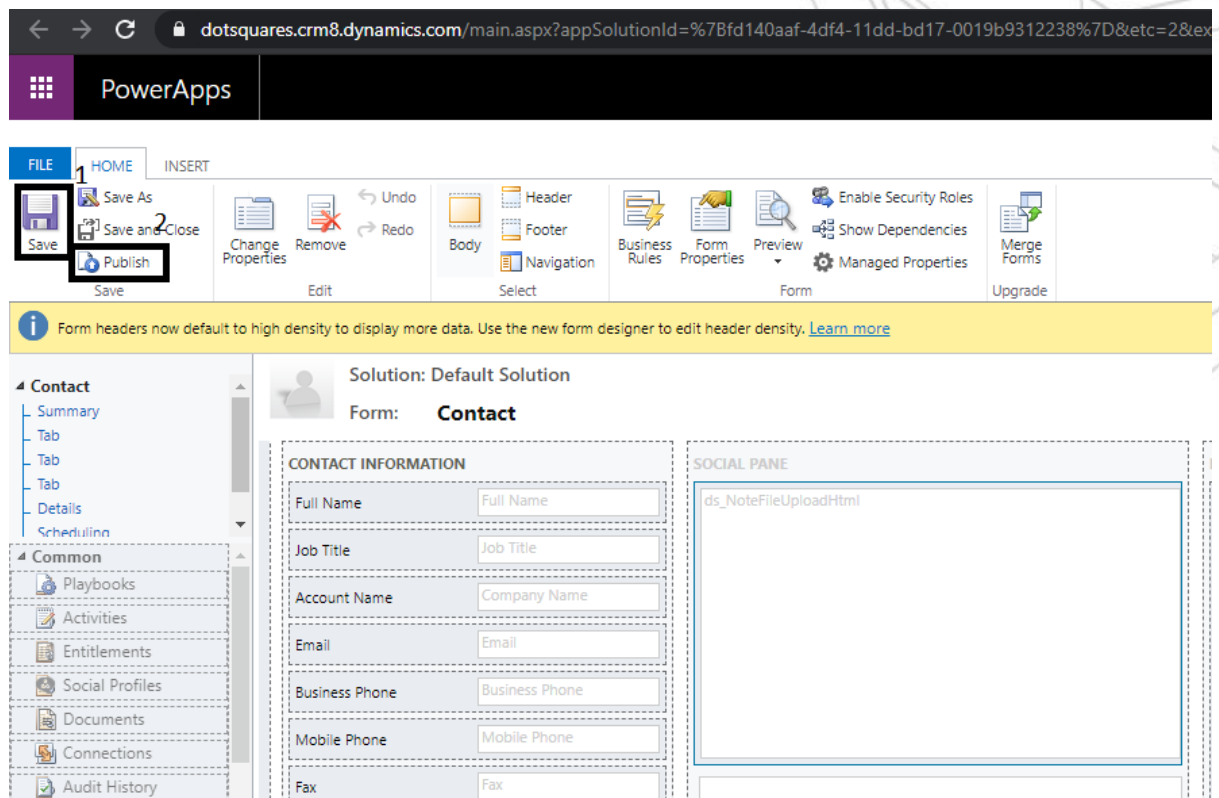 dotsquares.crm8.dynamics.com/main.aspx?appSolutionId=%7Bfd140aaf-4df4-11dd-bd17-0019b9312238%7D&etc=2&ex
PowerApps
FILE 1 HOME INSERT
Save
Save As
2
Save and Close
Publish
Save
Change Properties
Remove
Undo
Redo
Edit
Body
Header
Footer
Navigation
Select
Business Rules
Form Properties
Preview
Enable Security Roles
Show Dependencies
Managed Properties
Form
Merge Forms
Upgrade
Form headers now default to high density to display more data. Use the new form designer to edit header density. Learn more
Contact
Summary
Tab
Tab
Tab
Details
Scheduling
Common
Playbooks
Activities
Entitlements
Social Profiles
Documents
Connections
Audit History
Solution: Default Solution
Form: Contact
CONTACT INFORMATION
Full Name Full Name
Job Title Job Title
Account Name Company Name
Email Email
Business Phone Business Phone
Mobile Phone Mobile Phone
Fax Fax
SOCIAL PANE
ds_NoteFileUploadHtml